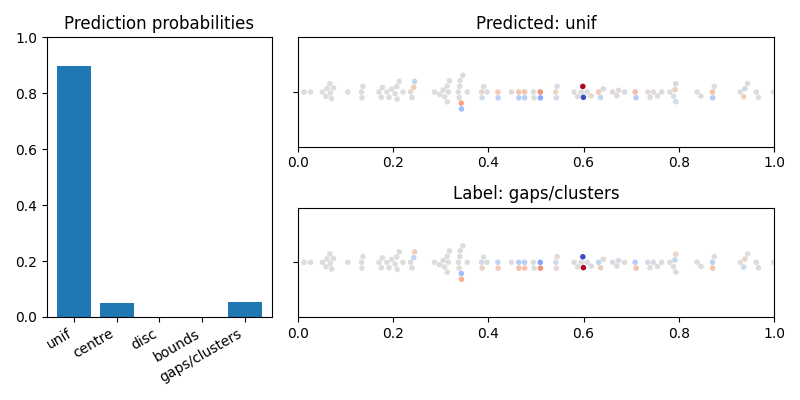 Prediction probabilities
1.0
0.8
0.6
0.4
0.2
0.0
unif
centre
disc
bounds
gaps/clusters
Predicted: unif
0.0 0.2 0.4 0.6 0.8 1.0
Label: gaps/clusters
0.0 0.2 0.4 0.6 0.8 1.0